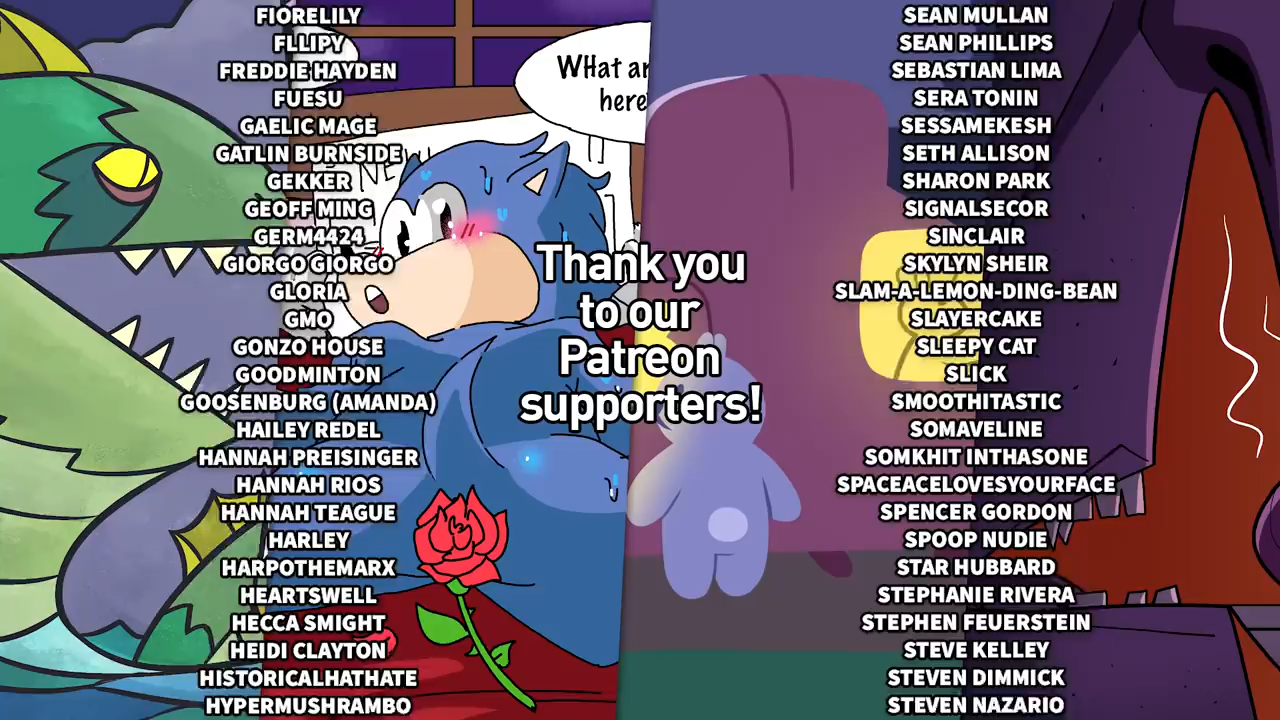 FIORELILY
FLLIPY
FREDDIE HAYDEN
FUESU
GAELIC MAGE
GATLIN BURNSIDE
GEKKER
GEOFF MING
GERM4424
GIORGO GIORGO
GLORIA
GMO
GONZO HOUSE
GOODMINTON
GOOSENBURG (AMANDA)
HAILEY REDEL
HANNAH PREISINGER
HANNAH RIOS
HANNAH TEAGUE
HARLEY
HARPOTHEMARX
HEARTSWELL
HECCA SMIGHT
HEIDI CLAYTON
HISTORICALHATHATE
HYPERMUSHRAMBO
WHat ar
here
NE
Thank you
to our
Patreon
supporters!
SEAN MULLAN
SEAN PHILLIPS
SEBASTIAN LIMA
SERA TONIN
SESSAMEKESH
SETH ALLISON
SHARON PARK
SIGNALSECOR
SINCLAIR
SKYLYN SHEIR
SLAM-A-LEMON-DING-BEAN
SLAYERCAKE
SLEEPY CAT
SLICK
SMOOTHITASTIC
SOMAVELINE
SOMKHIT INTHASONE
SPACEACELOVESYOURFACE
SPENCER GORDON
SPOOP NUDIE
STAR HUBBARD
STEPHANIE RIVERA
STEPHEN FEUERSTEIN
STEVE KELLEY
STEVEN DIMMICK
STEVEN NAZARIO